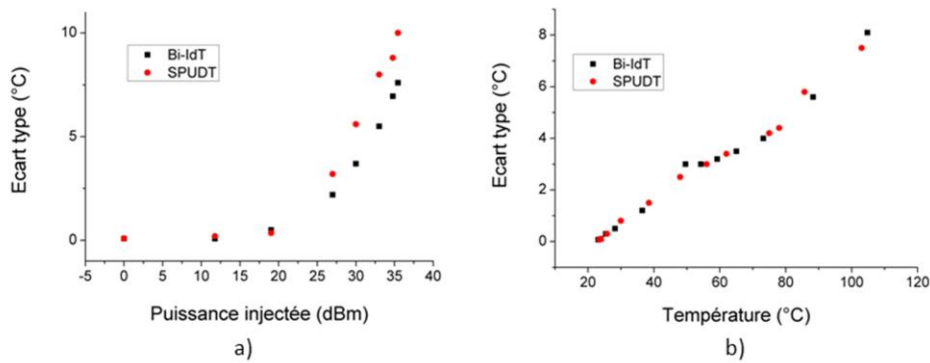 Bi-IdT
SPUDT
Ecart type (°C)
10
5
0
-5 0 5 10 15 20 25 30 35 40
Puissance injectée (dBm)
a)
Bi-IdT
SPUDT
Ecart type (°C)
8
6
4
2
0
20 40 60 80 100 120
Température (°C)
b)